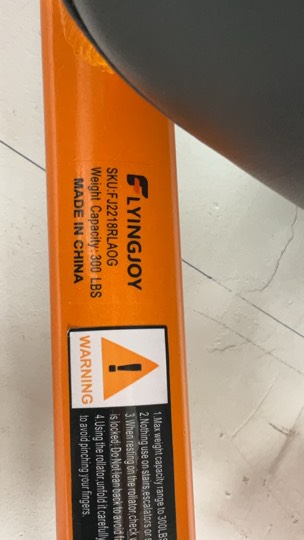 FLYINGJOY
SKU:FJ2218RLAOG
Weight Capacity: 300 LBS
MADE IN CHINA
WARNING
1.Max weight capacity range to 300LBS
2.Nothing use on stairs,escalators or
3.When resting on the rollator,check
is locked, Do Not lean back to avoid
4.Using the rollator,unfold it carefully
to avoid pinching your fingers.